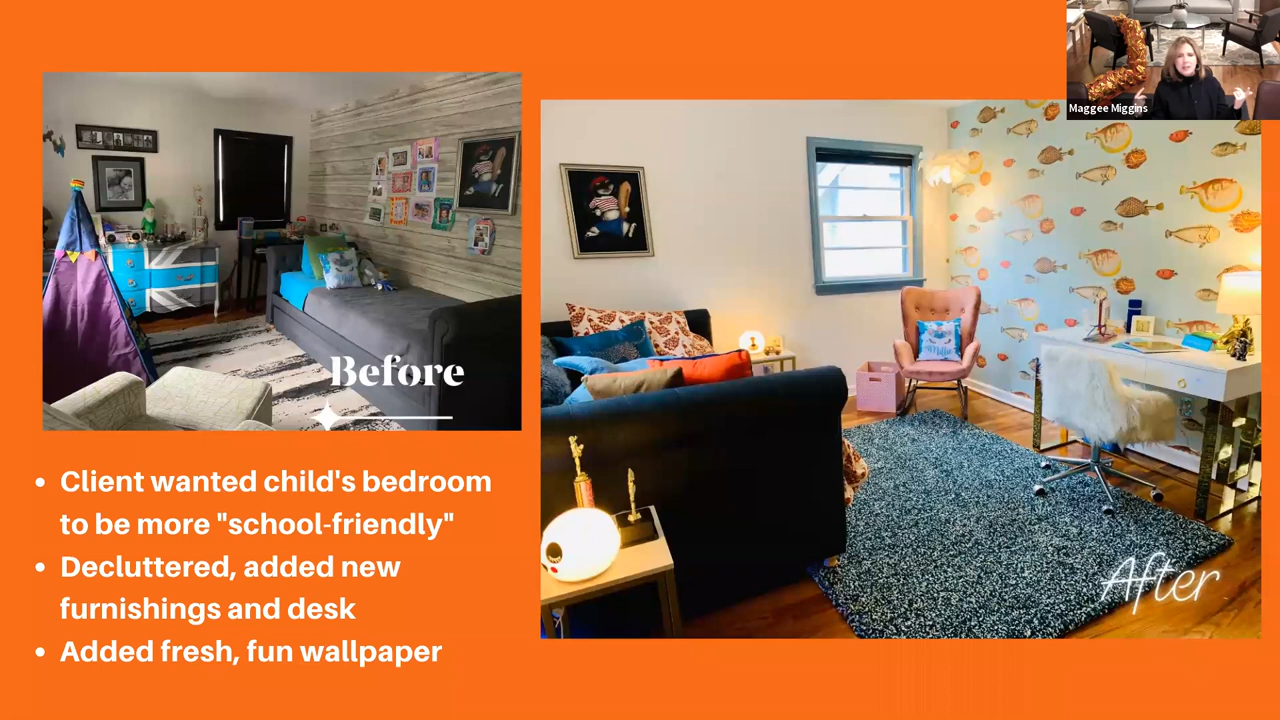 Maggee Miggins
Before
After
• Client wanted child's bedroom
to be more "school-friendly"
• Decluttered, added new
furnishings and desk
• Added fresh, fun wallpaper